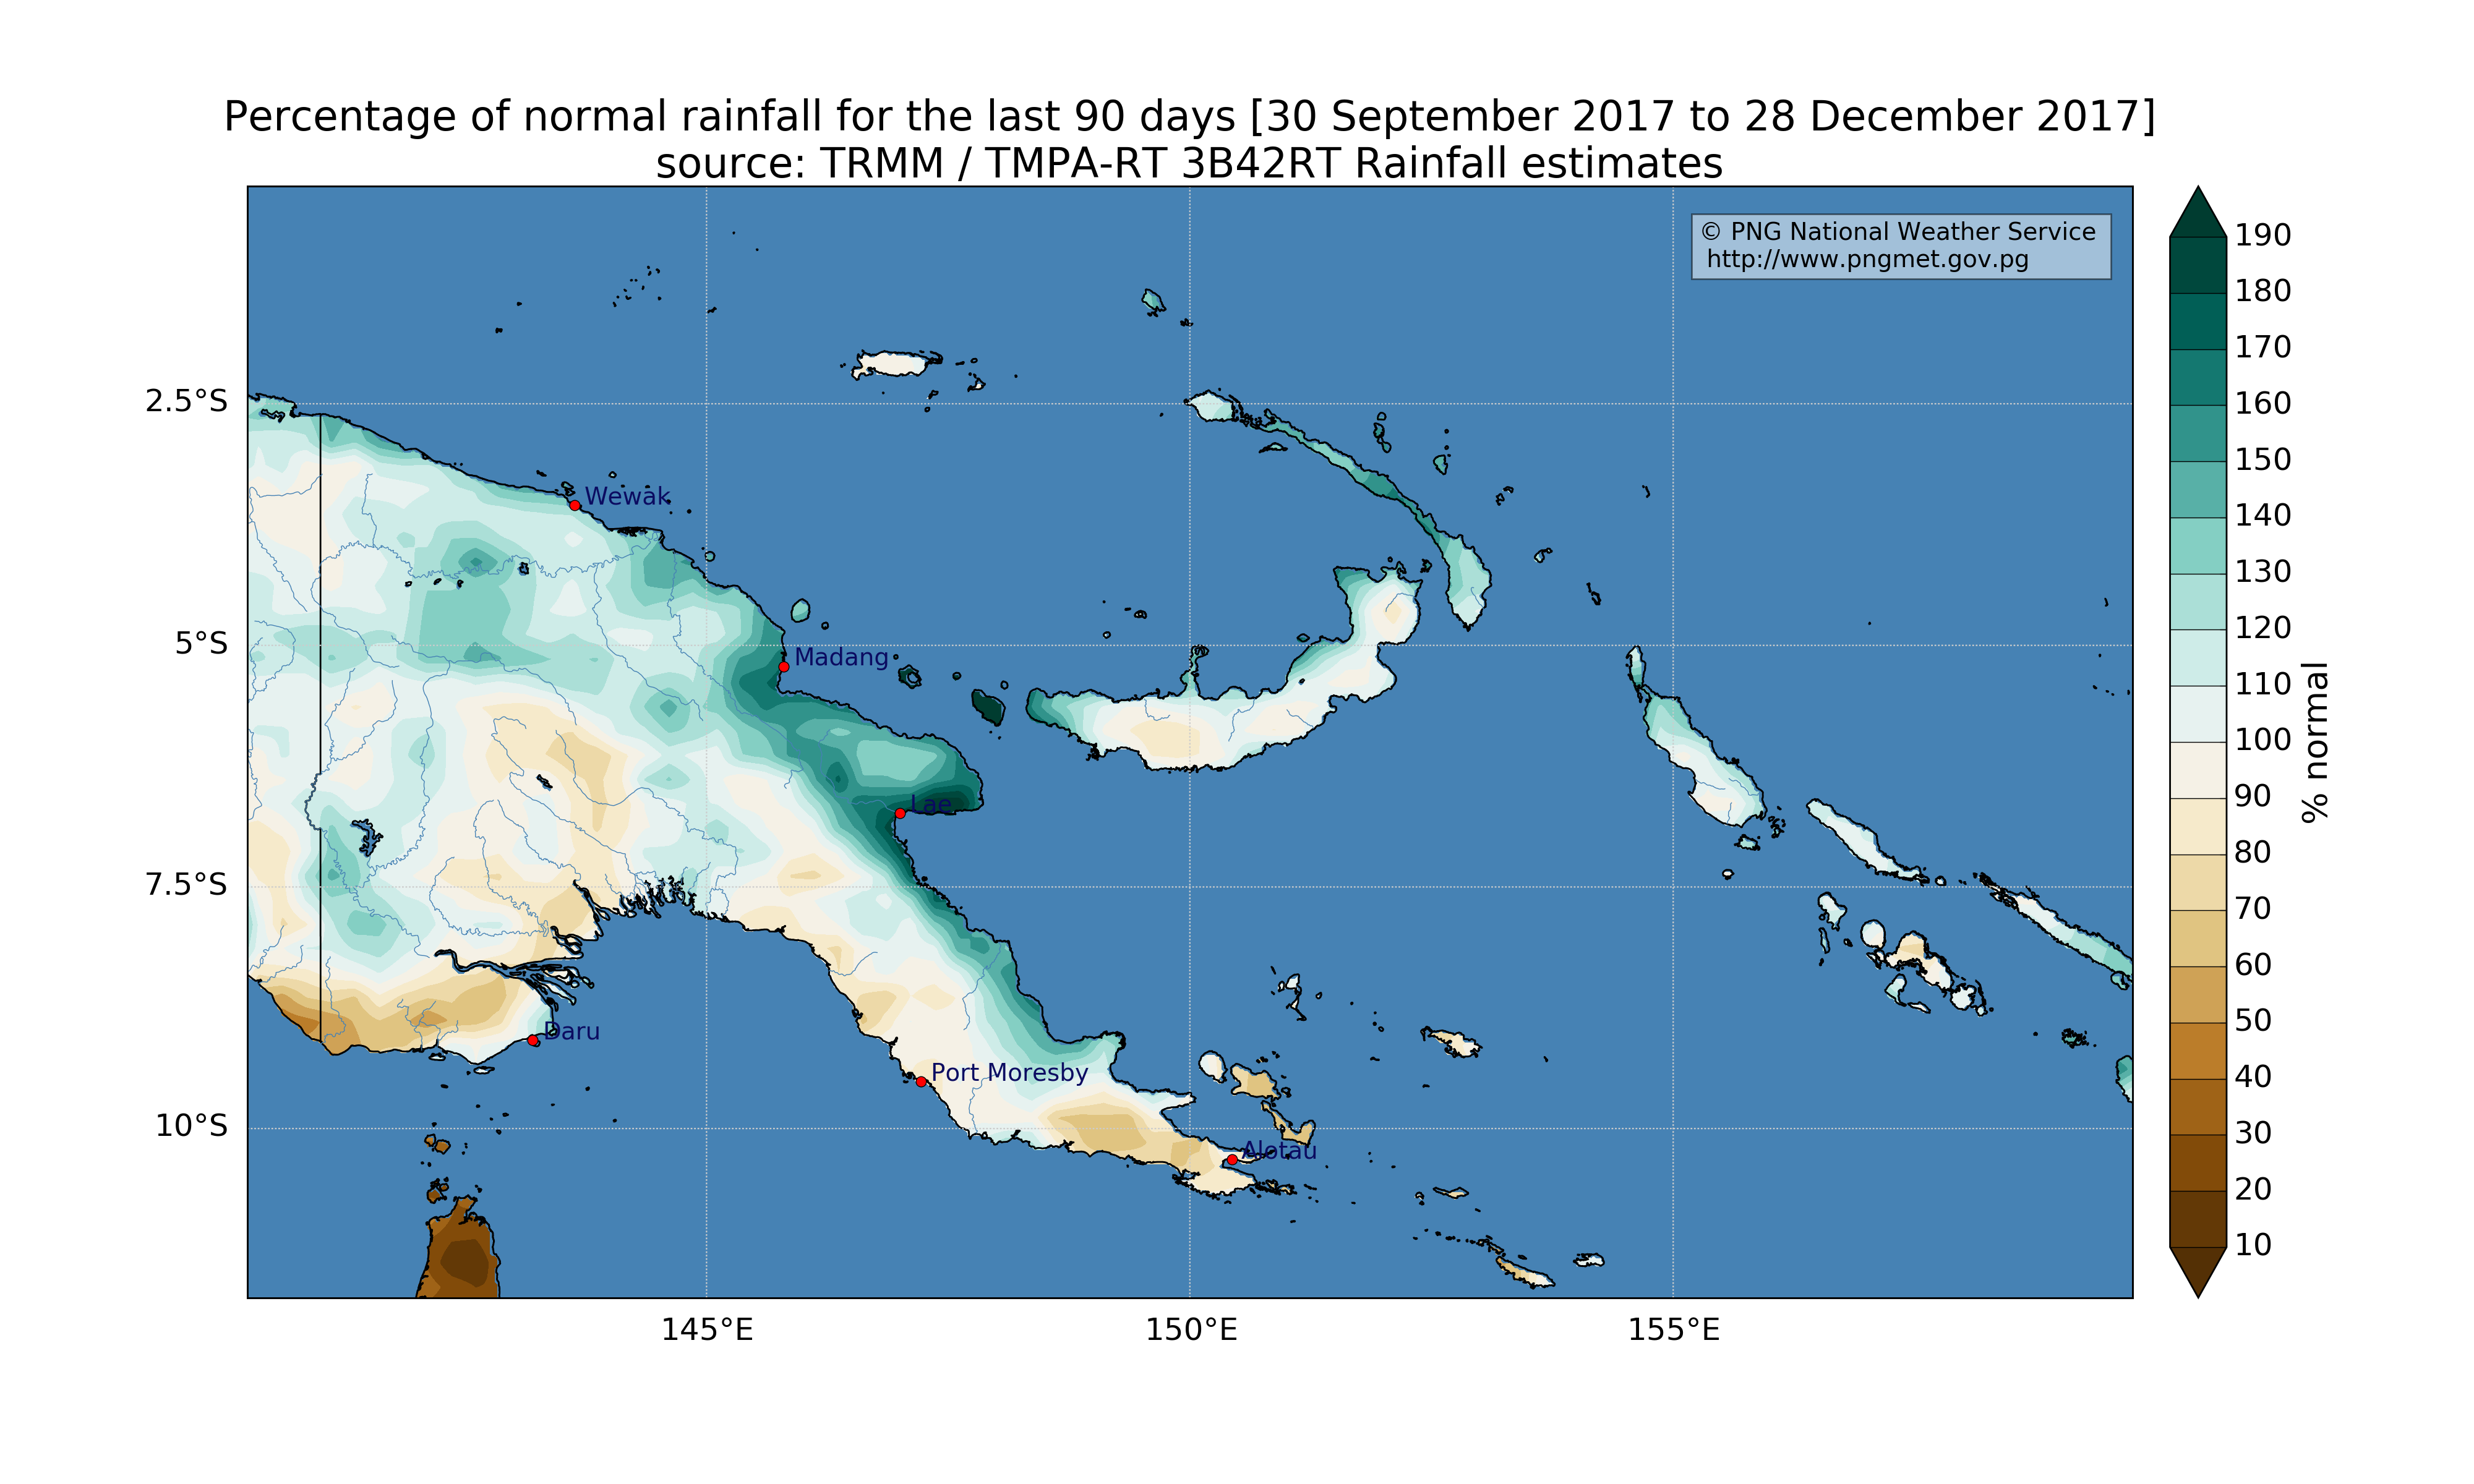 Percentage of normal rainfall for the last 90 days [30 September 2017 to 28 December 2017]
source: TRMM / TMPA-RT 3B42RT Rainfall estimates
© PNG National Weather Service
http://www.pngmet.gov.pg
2.5°S
5°S
7.5°S
10°S
Wewak
Madang
Lae
Daru
Port Moresby
Alotau
145°E
150°E
155°E
190
180
170
160
150
140
130
120
110
100
90
80
70
60
50
40
30
20
10
% normal